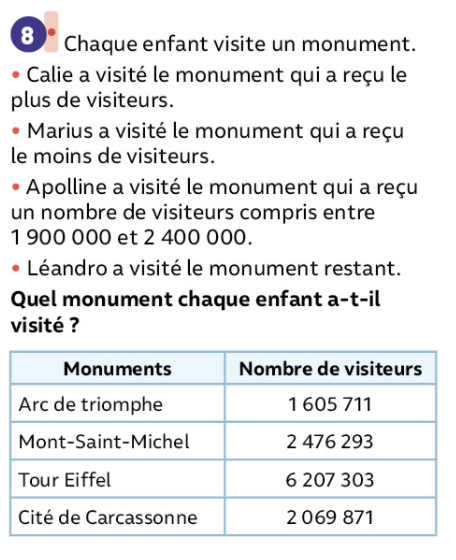 8 Chaque enfant visite un monument.
• Calie a visité le monument qui a reçu le
plus de visiteurs.
• Marius a visité le monument qui a reçu
le moins de visiteurs.
• Apolline a visité le monument qui a reçu
un nombre de visiteurs compris entre
1 900 000 et 2 400 000.
• Léandro a visité le monument restant.
Quel monument chaque enfant a-t-il
visité ?
Monuments Nombre de visiteurs
Arc de triomphe 1 605 711
Mont-Saint-Michel 2 476 293
Tour Eiffel 6 207 303
Cité de Carcassonne 2 069 871